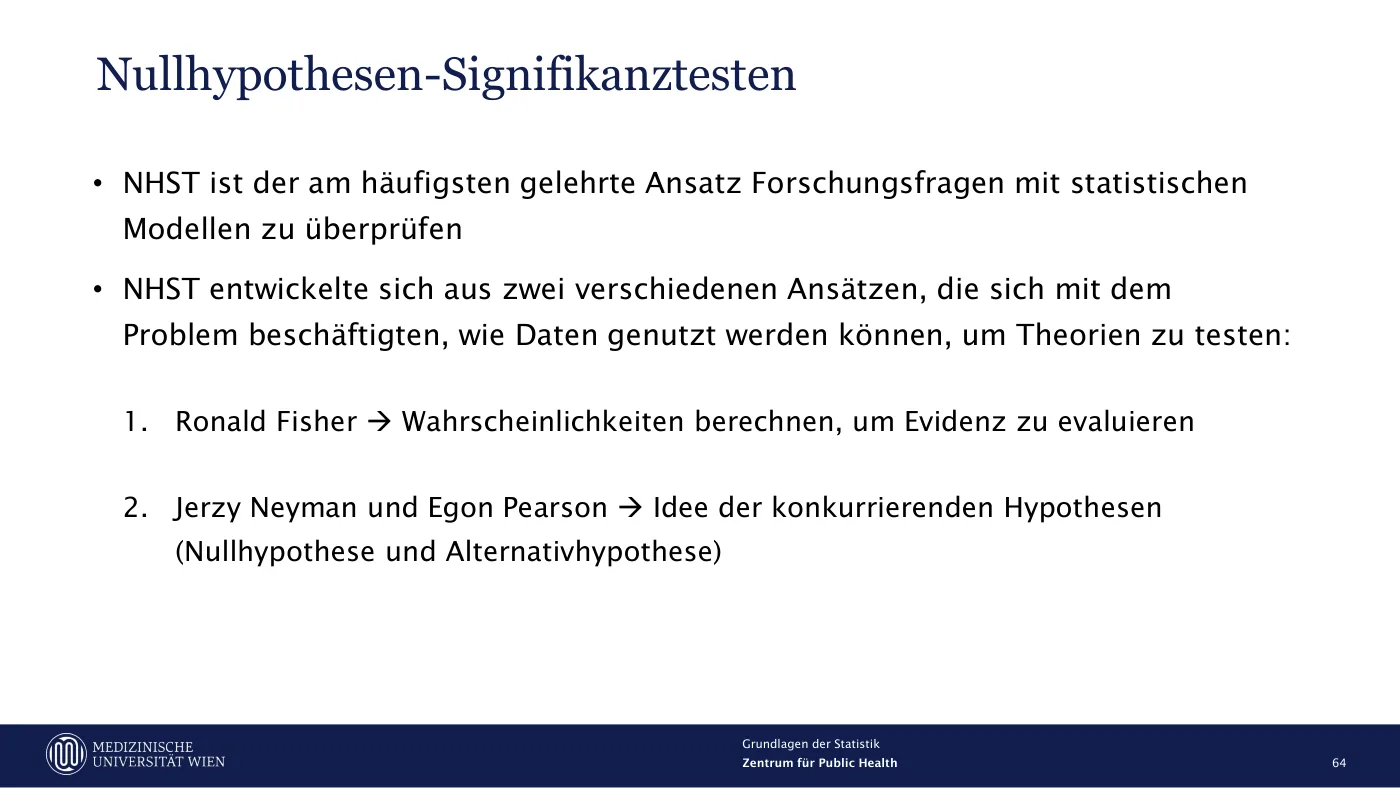 Nullhypothesen-Signifikanztesten
• NHST ist der am häufigsten gelehrte Ansatz Forschungsfragen mit statistischen
Modellen zu überprüfen
• NHST entwickelte sich aus zwei verschiedenen Ansätzen, die sich mit dem
Problem beschäftigten, wie Daten genutzt werden können, um Theorien zu testen:
1. Ronald Fisher → Wahrscheinlichkeiten berechnen, um Evidenz zu evaluieren
2. Jerzy Neyman und Egon Pearson → Idee der konkurrierenden Hypothesen
(Nullhypothese und Alternativhypothese)
MEDIZINISCHE
UNIVERSITÄT WIEN
Grundlagen der Statistik
Zentrum für Public Health
64